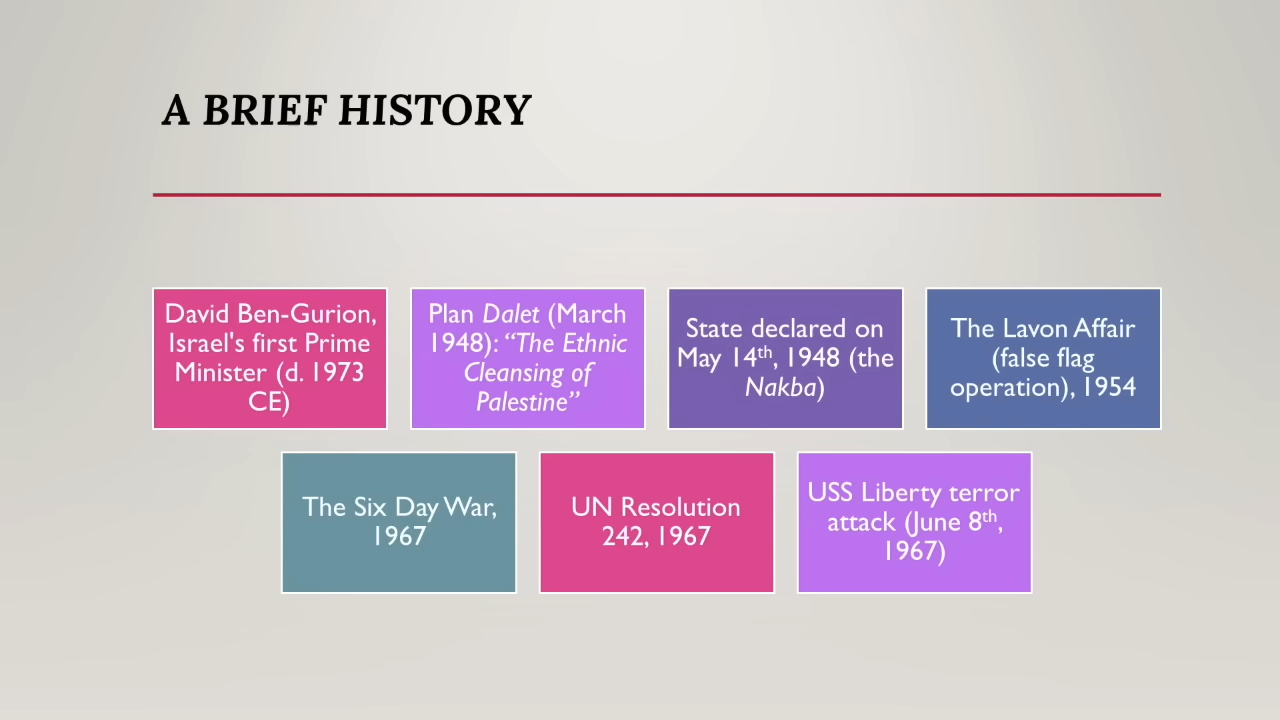 A BRIEF HISTORY
David Ben-Gurion,
Israel's first Prime
Minister (d. 1973
CE)
Plan Dalet (March
1948): “The Ethnic
Cleansing of
Palestine”
State declared on
May 14th, 1948 (the
Nakba)
The Lavon Affair
(false flag
operation), 1954
The Six Day War,
1967
UN Resolution
242, 1967
USS Liberty terror
attack (June 8th,
1967)